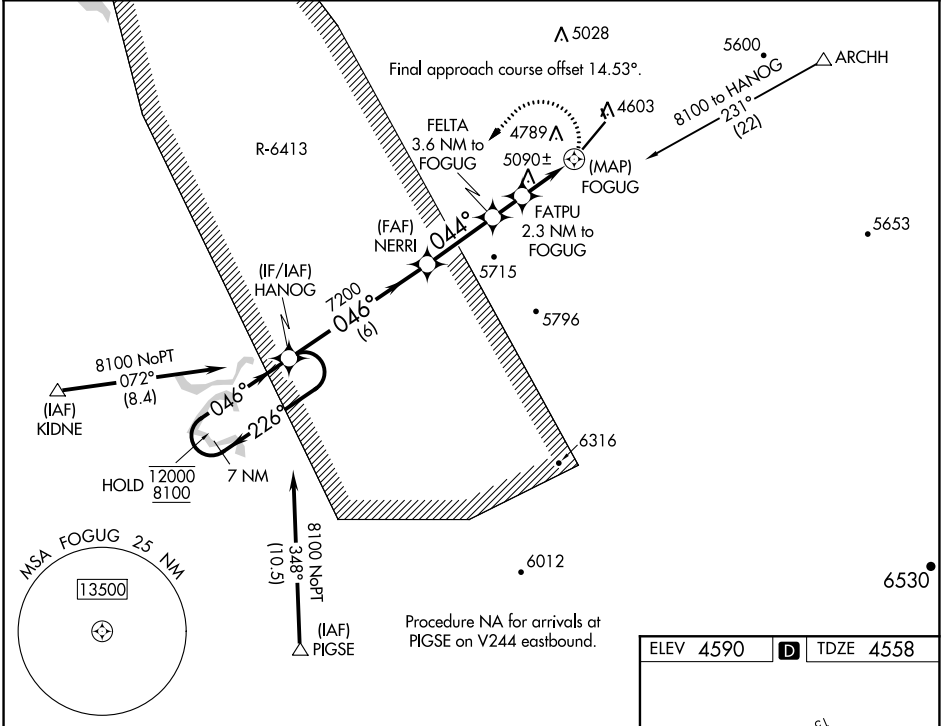 5028
Final approach course offset 14.53°.
5600
ARCHH
8100 to HANOG
231°
(22)
FELTA
3.6 NM to
FOGUG
4789
4603
5090±
(MAP)
FOGUG
R-6413
FATPU
2.3 NM to
FOGUG
(FAF)
NERRI
044°
5653
5715
(IF/IAF)
HANOG
7200
046°
(6)
5796
8100 NoPT
072°
(8.4)
(IAF)
KIDNE
046°
226°
HOLD
12000
8100
7 NM
6316
8100 NoPT
348°
(10.5)
(IAF)
PIGSE
MSA FOGUG 25 NM
13500
6012
6530
Procedure NA for arrivals at
PIGSE on V244 eastbound.
ELEV 4590
D
TDZE 4558